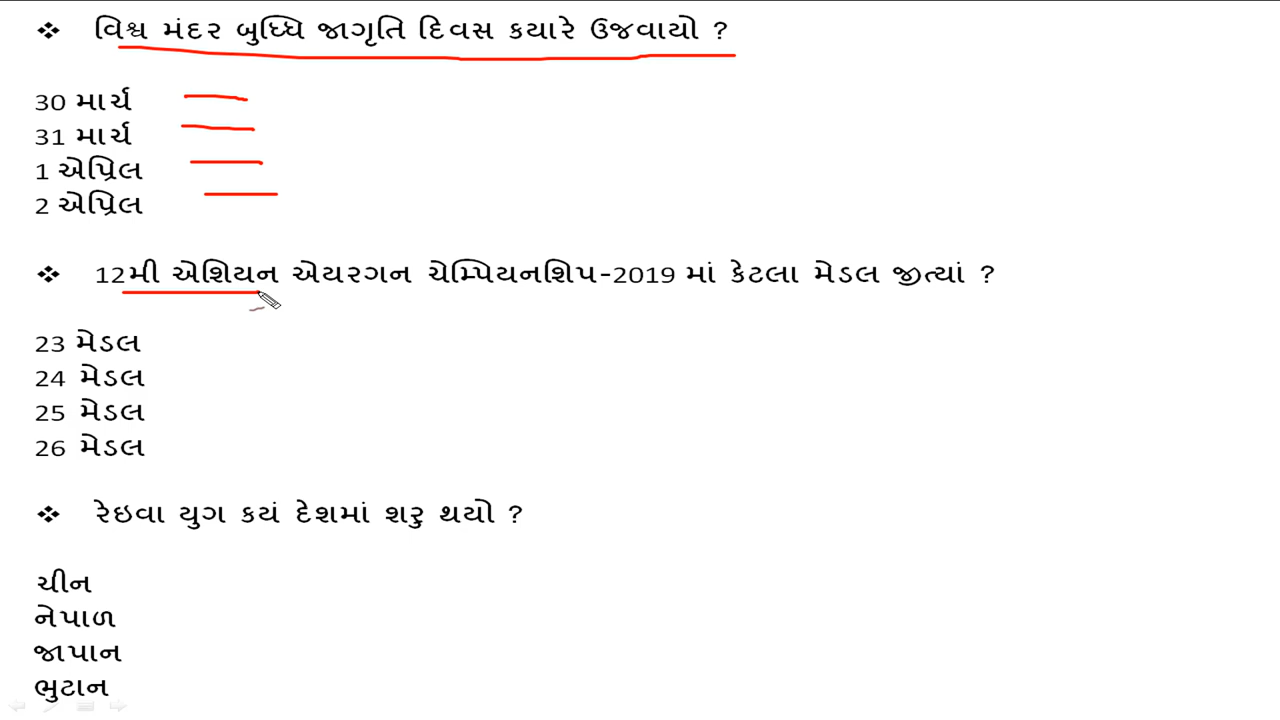 ❖ વિશ્વ મંદર બુધ્ધિ જાગૃતિ દિવસ કયારે ઉજવાયો ?
30 માર્ચ
31 માર્ચ
1 એપ્રિલ
2 એપ્રિલ
❖ 12મી એશિયન એયરગન ચેમ્પિયનશિપ-2019 માં કેટલા મેડલ જીત્યાં ?
23 મેડલ
24 મેડલ
25 મેડલ
26 મેડલ
❖ રેઇવા યુગ કયં દેશમાં શરુ થયો ?
ચીન
નેપાળ
જાપાન
ભુટાન